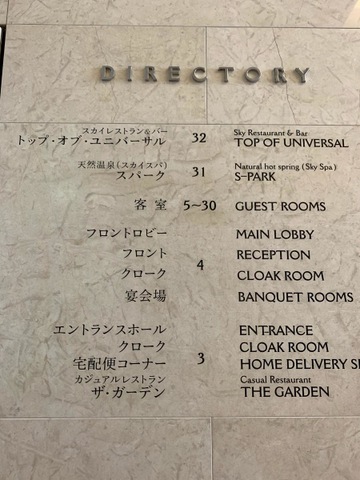 DIRECTORY
スカイレストラン&バー
トップ・オブ・ユニバーサル 32 Sky Restaurant & Bar
TOP OF UNIVERSAL
天然温泉(スカイスパ)
スパーク 31 Natural hot spring (Sky Spa)
S-PARK
客室 5~30 GUEST ROOMS
フロントロビー MAIN LOBBY
フロント RECEPTION
クローク 4 CLOAK ROOM
宴会場 BANQUET ROOMS
エントランスホール ENTRANCE
クローク CLOAK ROOM
宅配便コーナー 3 HOME DELIVERY
カジュアルレストラン Casual Restaurant
ザ・ガーデン THE GARDEN